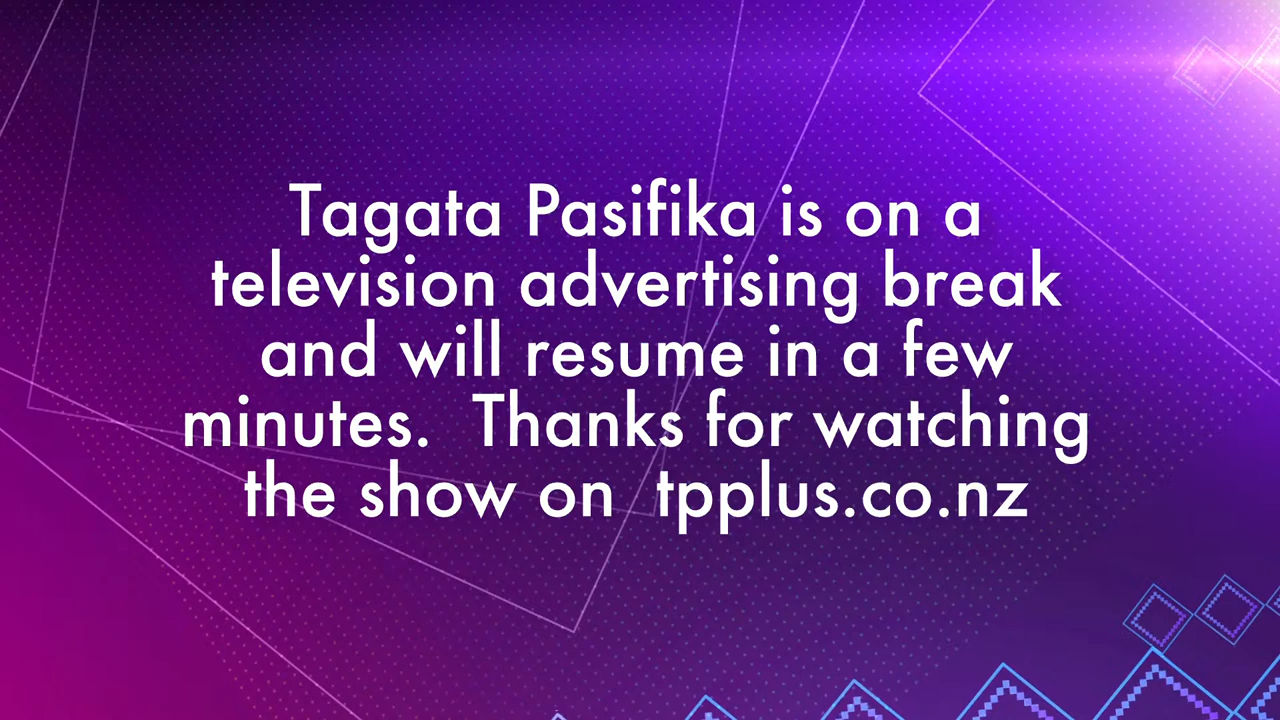 Tagata Pasifika is on a
television advertising break
and will resume in a few
minutes.  Thanks for watching
the show on  tpplus.co.nz